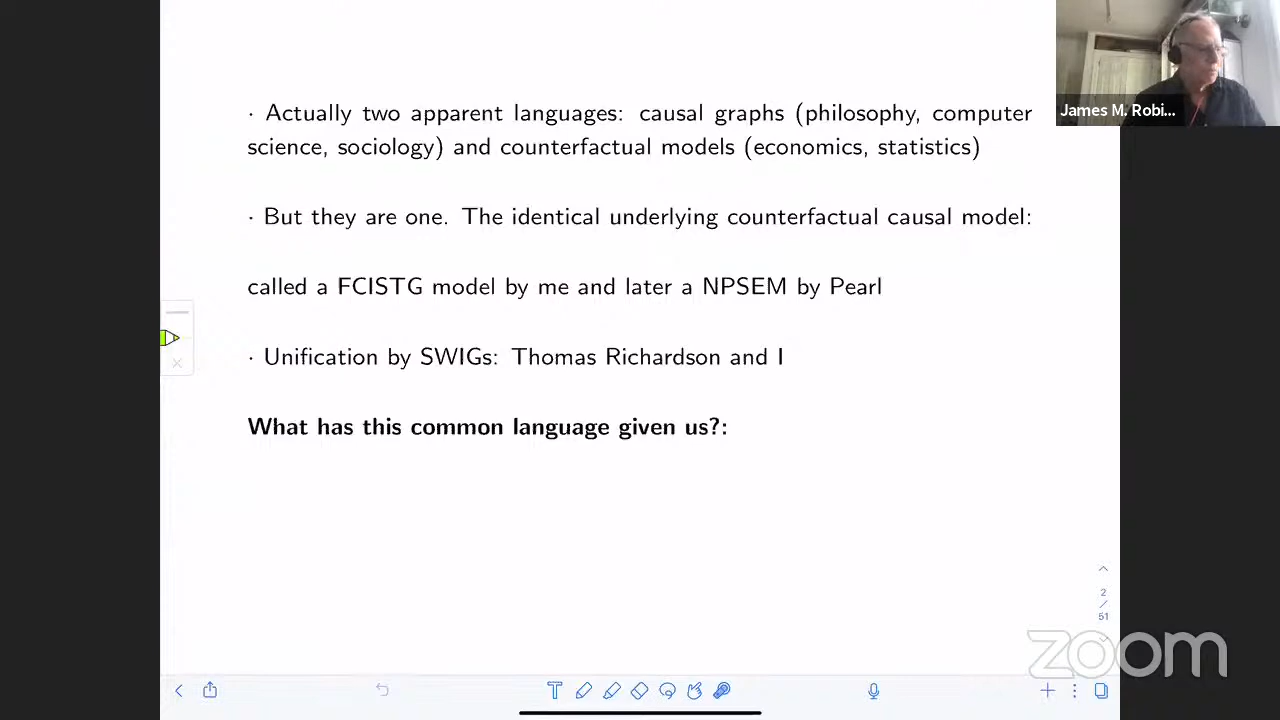 · Actually two apparent languages: causal graphs (philosophy, computer
science, sociology) and counterfactual models (economics, statistics)
· But they are one. The identical underlying counterfactual causal model:
called a FCISTG model by me and later a NPSEM by Pearl
· Unification by SWIGs: Thomas Richardson and I
What has this common language given us?:
James M. Robi...
2
/
51
zoom